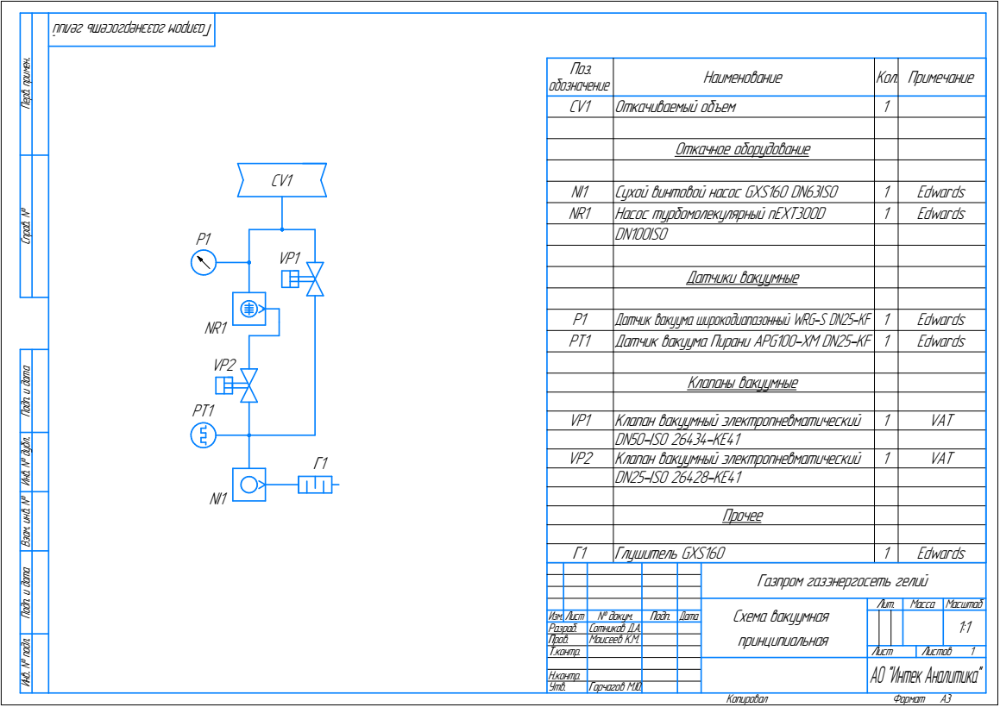 Газпром газэнергосеть гелий
Перв. примен.
Справ. №
Подп. и дата
Инв. № дубл.
Взам. инв. №
Подп. и дата
Инв. № подл.
CV1
P1
VP1
NR1
VP2
PT1
Г1
NI1
Поз. обозначение Наименование Кол. Примечание
CV1 Откачиваемый объем 1
Откачное оборудование
NI1 Сухой винтовой насос GXS160 DN63ISO 1 Edwards
NR1 Насос турбомолекулярный nEXT300D 1 Edwards
DN100ISO
Датчики вакуумные
P1 Датчик вакуума широкодиапазонный WRG-S DN25-KF 1 Edwards
PT1 Датчик вакуума Пирани APG100-XM DN25-KF 1 Edwards
Клапаны вакуумные
VP1 Клапан вакуумный электропневматический 1 VAT
DN50-ISO 26434-KE41
VP2 Клапан вакуумный электропневматический 1 VAT
DN25-ISO 26428-KE41
Прочее
Г1 Глушитель GXS160 1 Edwards
Газпром газэнергосеть гелий
Изм. Лист № докум. Подп. Дата
Разраб. Сотников Д.А.
Пров. Моисеев К.М.
Т.контр.
Н.контр.
Утв. Горчагов М.Ю.
Схема вакуумная
принципиальная
Лит. Масса Масштаб
1:1
Лист Листов 1
АО "Интек Аналитика"
Копировал Формат А3